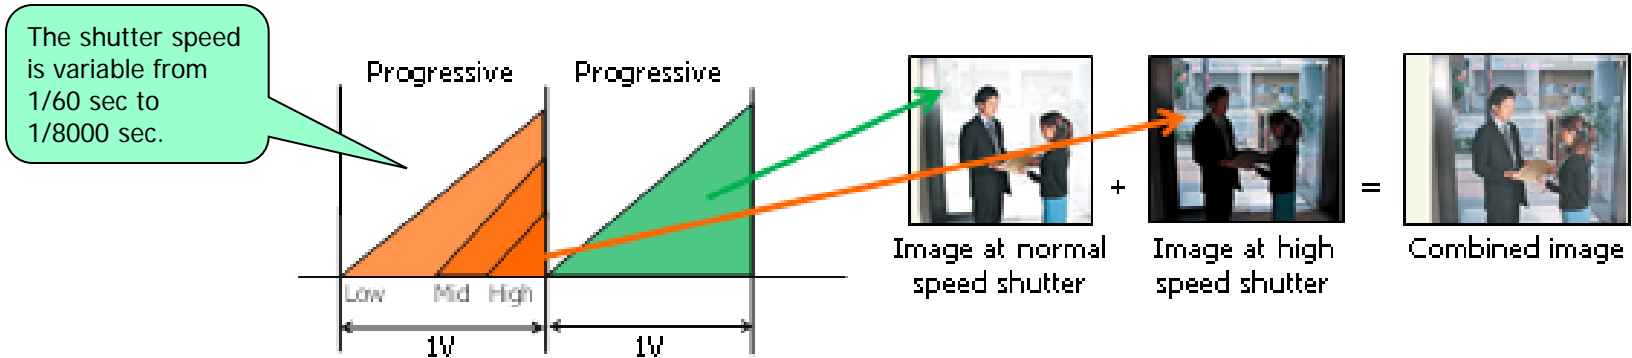 The shutter speed
is variable from
1/60 sec to
1/8000 sec.
Progressive
Progressive
Low
Mid
High
1V
1V
Image at normal
speed shutter
+
Image at high
speed shutter
=
Combined image